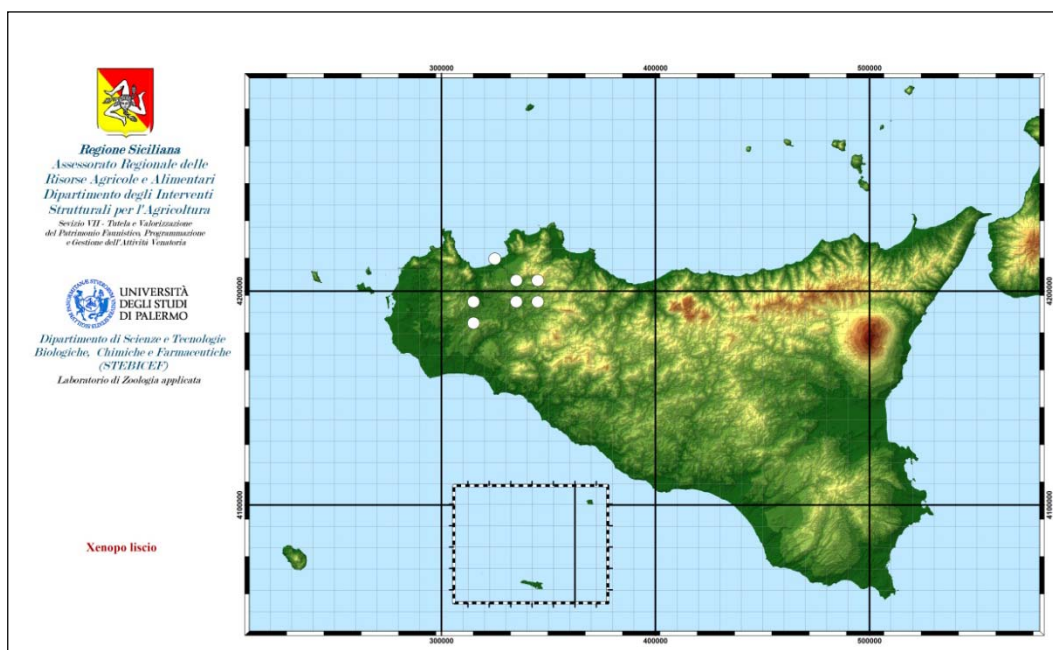 Regione Siciliana
Assessorato Regionale delle
Risorse Agricole e Alimentari
Dipartimento degli Interventi
Strutturali per l'Agricoltura
Sevizio VII - Tutela e Valorizzazione
del Patrimonio Faunistico, Programmazione
e Gestione dell'Attività Venatoria
UNIVERSITÀ
DEGLI STUDI
DI PALERMO
Dipartimento di Scienze e Tecnologie
Biologiche, Chimiche e Farmaceutiche
(STEBICEF)
Laboratorio di Zoologia applicata
Xenopo liscio
300000 400000 500000
4200000 4200000
4100000 4100000
300000 400000 500000